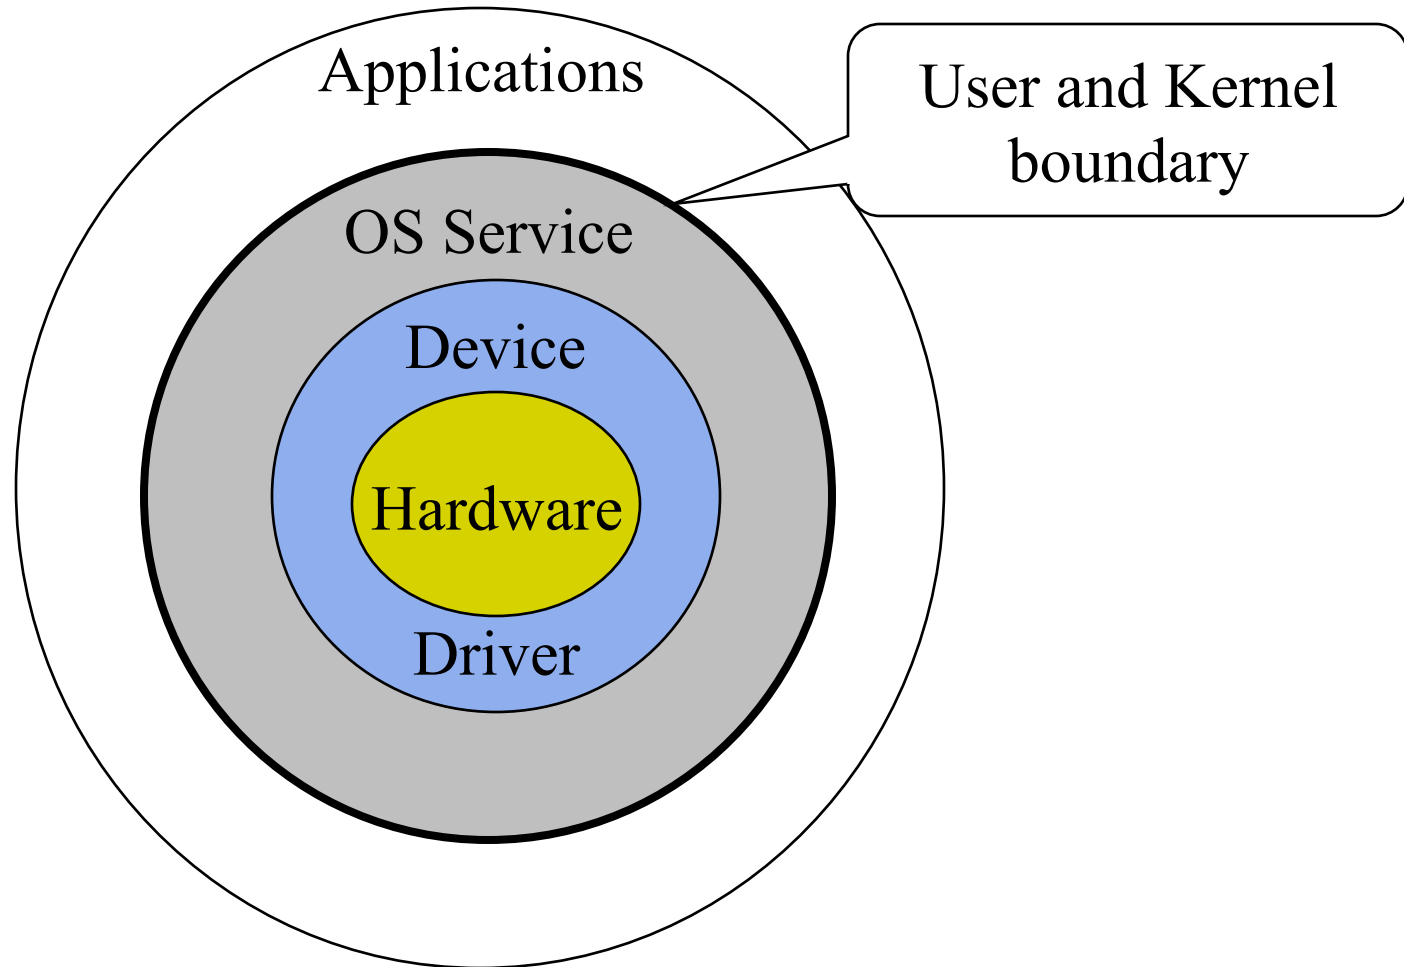 Applications
User and Kernel
boundary
OS Service
Device
Hardware
Driver